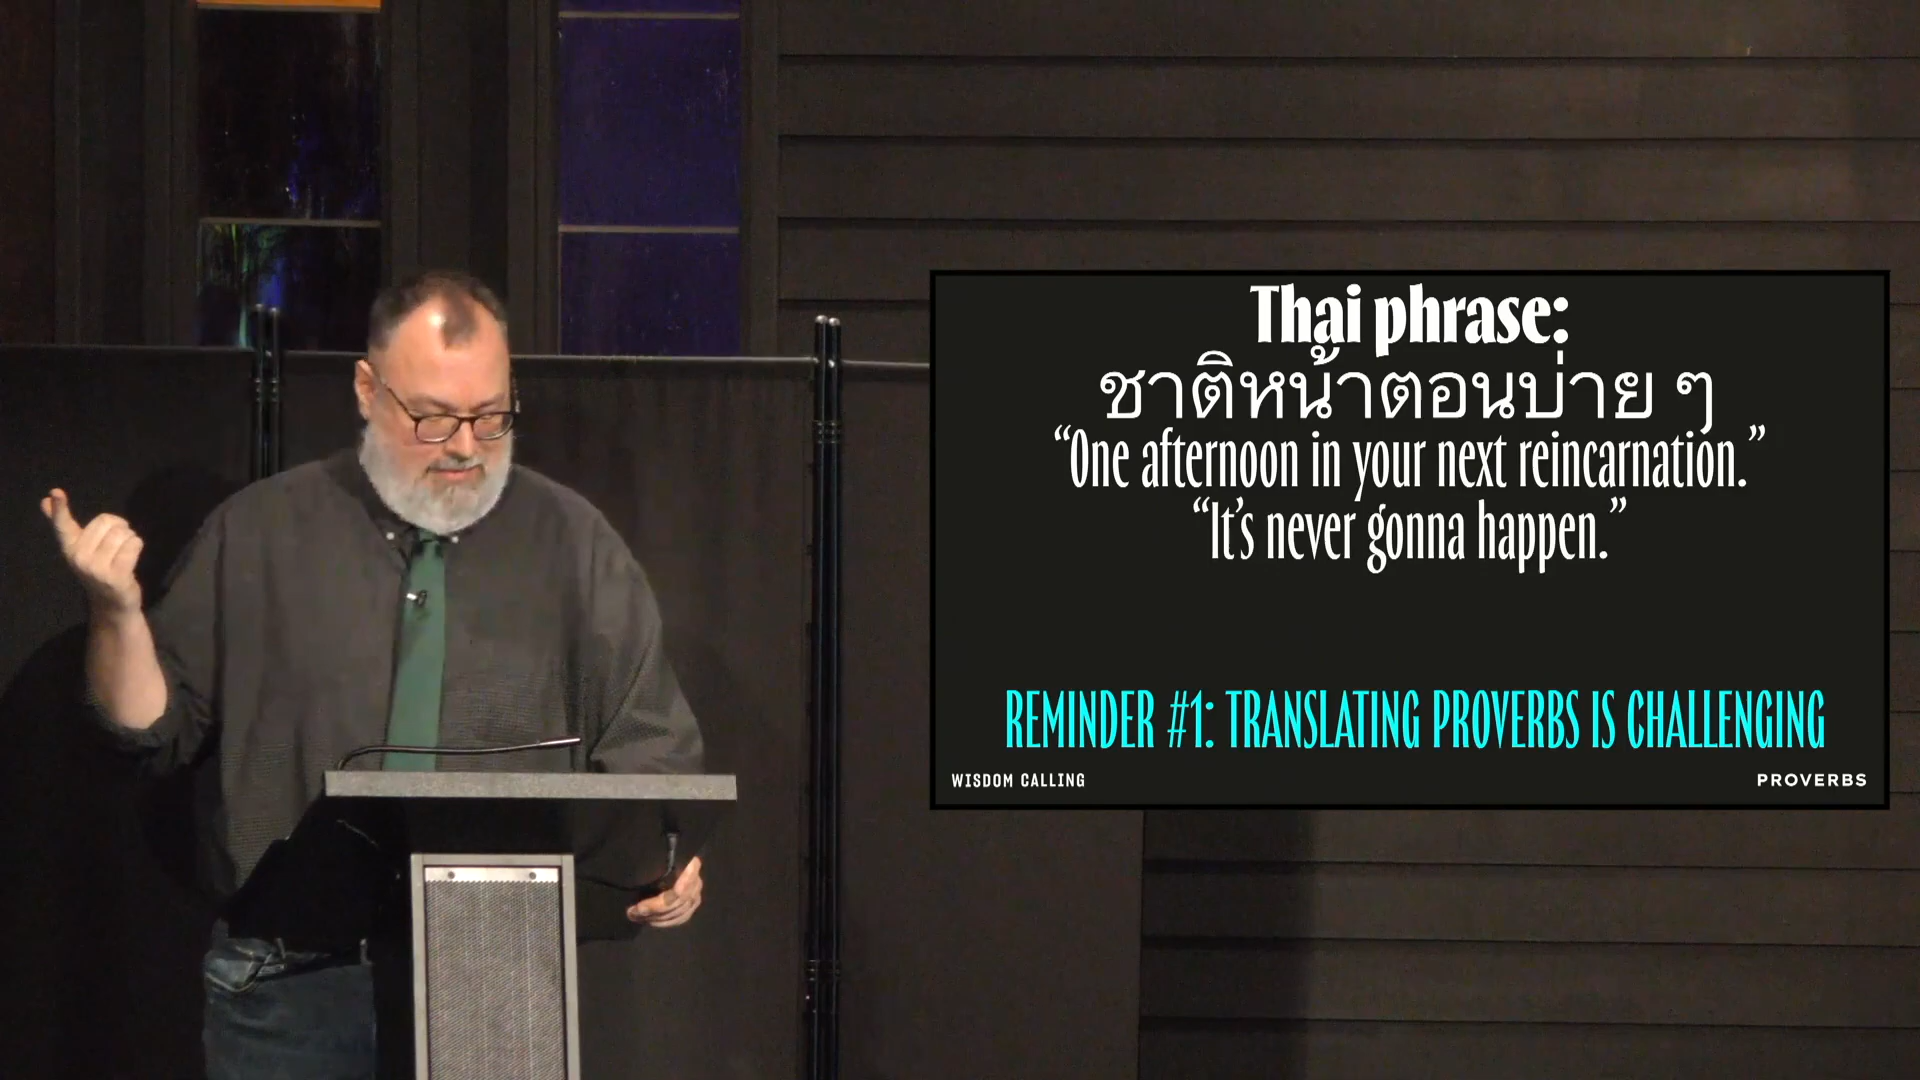 Thai phrase:
ชาติหน้าตอนบ่าย ๆ
“One afternoon in your next reincarnation.”
“It’s never gonna happen.”
REMINDER #1: TRANSLATING PROVERBS IS CHALLENGING
WISDOM CALLING
PROVERBS